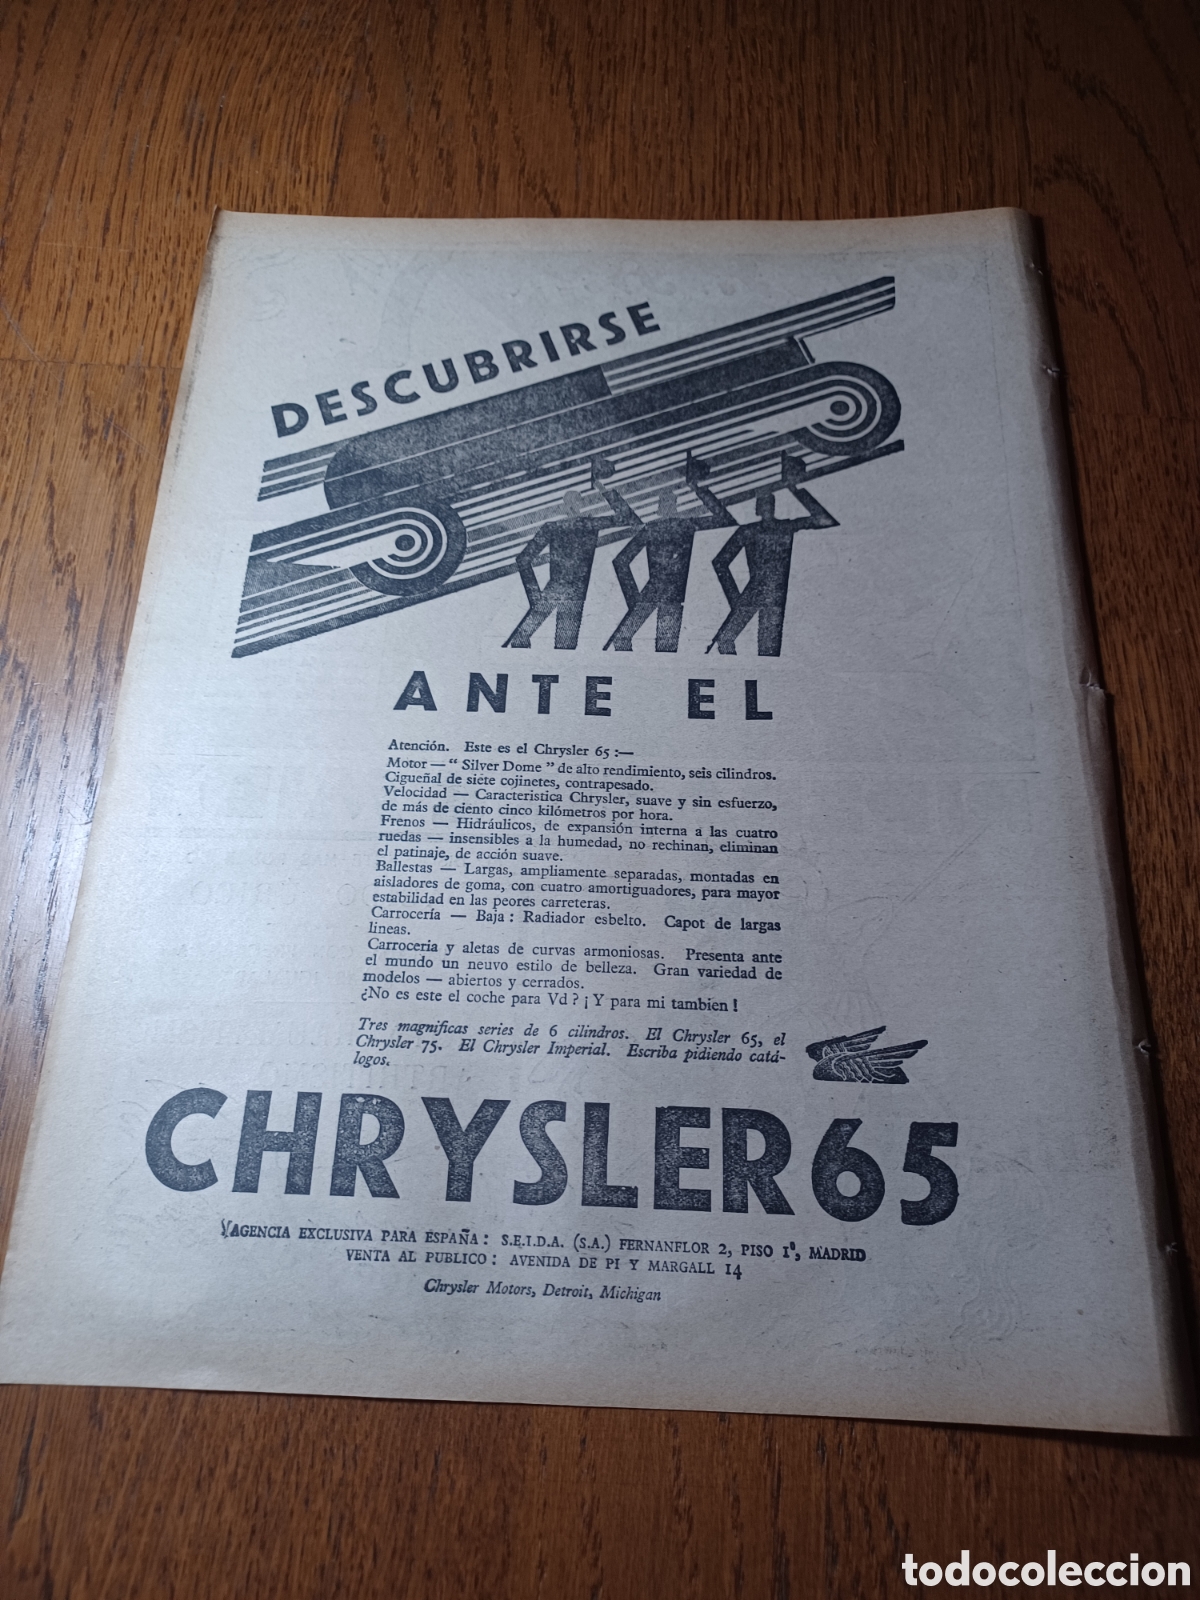 DESCUBRIRSE
ANTE EL
Atención. Este es el Chrysler 65 :—
Motor — “ Silver Dome ” de alto rendimiento, seis cilindros.
Cigueñal de siete cojinetes, contrapesado.
Velocidad — Caracteristica Chrysler, suave y sin esfuerzo,
de más de ciento cinco kilómetros por hora.
Frenos — Hidráulicos, de expansión interna a las cuatro
ruedas — insensibles a la humedad, no rechinan, eliminan
el patinaje, de acción suave.
Ballestas — Largas, ampliamente separadas, montadas en
aisladores de goma, con cuatro amortiguadores, para mayor
estabilidad en las peores carreteras.
Carrocería — Baja : Radiador esbelto. Capot de largas
lineas.
Carroceria y aletas de curvas armoniosas. Presenta ante
el mundo un neuvo estilo de belleza. Gran variedad de
modelos — abiertos y cerrados.
¿No es este el coche para Vd ? ¡ Y para mi tambien !
Tres magnificas series de 6 cilindros. El Chrysler 65, el
Chrysler 75. El Chrysler Imperial. Escriba pidiendo catá-
logos.
CHRYSLER 65
AGENCIA EXCLUSIVA PARA ESPAÑA : S.E.I.D.A. (S.A.) FERNANFLOR 2, PISO 1º, MADRID
VENTA AL PUBLICO : AVENIDA DE PI Y MARGALL 14
Chrysler Motors, Detroit, Michigan
todocoleccion